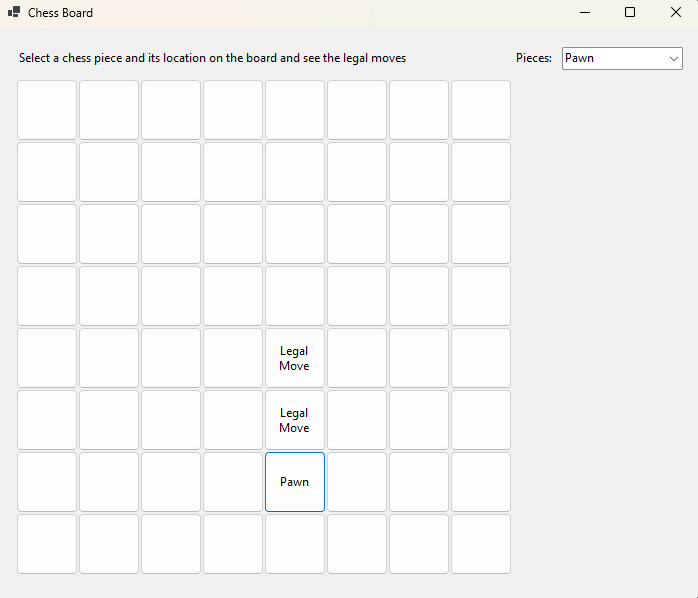 Chess Board
Select a chess piece and its location on the board and see the legal moves
Pieces:
Pawn
Legal
Move
Legal
Move
Pawn